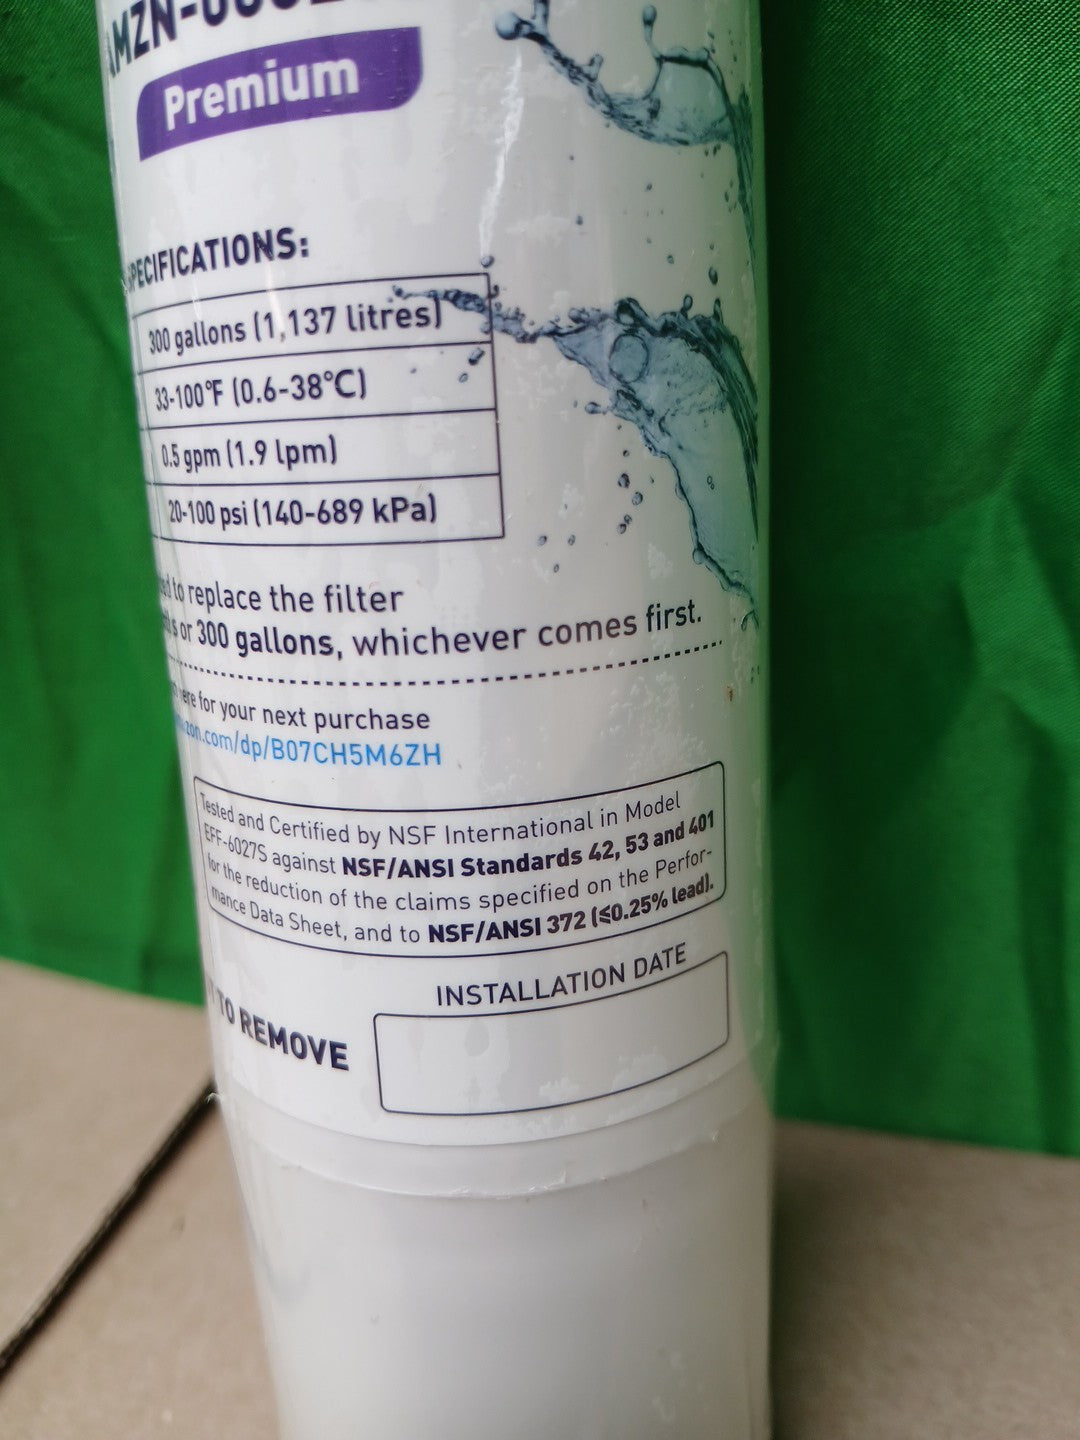 Premium
SPECIFICATIONS:
300 gallons (1,137 litres)
33-100°F (0.6-38°C)
0.5 gpm (1.9 lpm)
20-100 psi (140-689 kPa)
to replace the filter
or 300 gallons, whichever comes first.
for your next purchase
.com/dp/B07CH5M6ZH
Tested and Certified by NSF International in Model
EFF-6027S against NSF/ANSI Standards 42, 53 and 401
for the reduction of the claims specified on the Perfor-
mance Data Sheet, and to NSF/ANSI 372 (≤0.25% lead).
INSTALLATION DATE
TO REMOVE